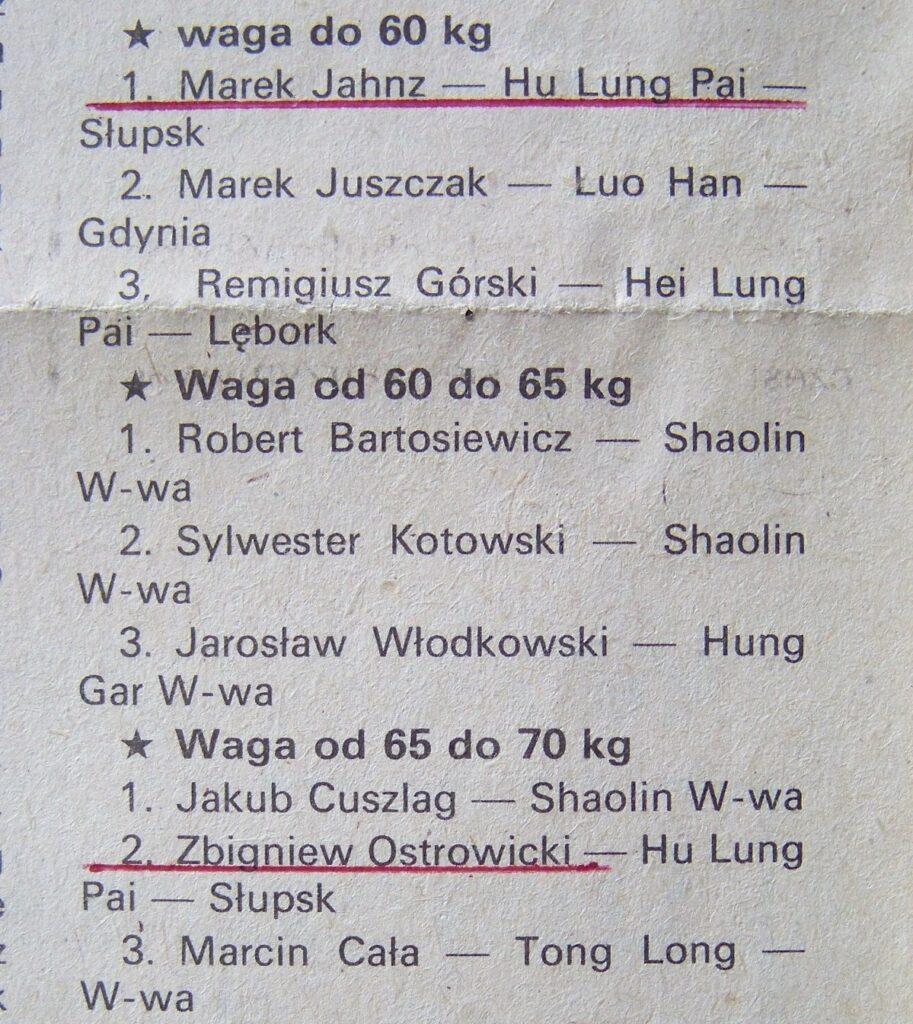 ★ waga do 60 kg
1. Marek Jahnz — Hu Lung Pai —
Słupsk
2. Marek Juszczak — Luo Han —
Gdynia
3, Remigiusz Górski — Hei Lung
Pai — Lębork
★ Waga od 60 do 65 kg
1. Robert Bartosiewicz — Shaolin
W-wa
2. Sylwester Kotowski — Shaolin
W-wa
3. Jarosław Włodkowski — Hung
Gar W-wa
★ Waga od 65 do 70 kg
1. Jakub Cuszlag — Shaolin W-wa
2. Zbigniew Ostrowicki — Hu Lung
Pai — Słupsk
3. Marcin Cała — Tong Long —
W-wa